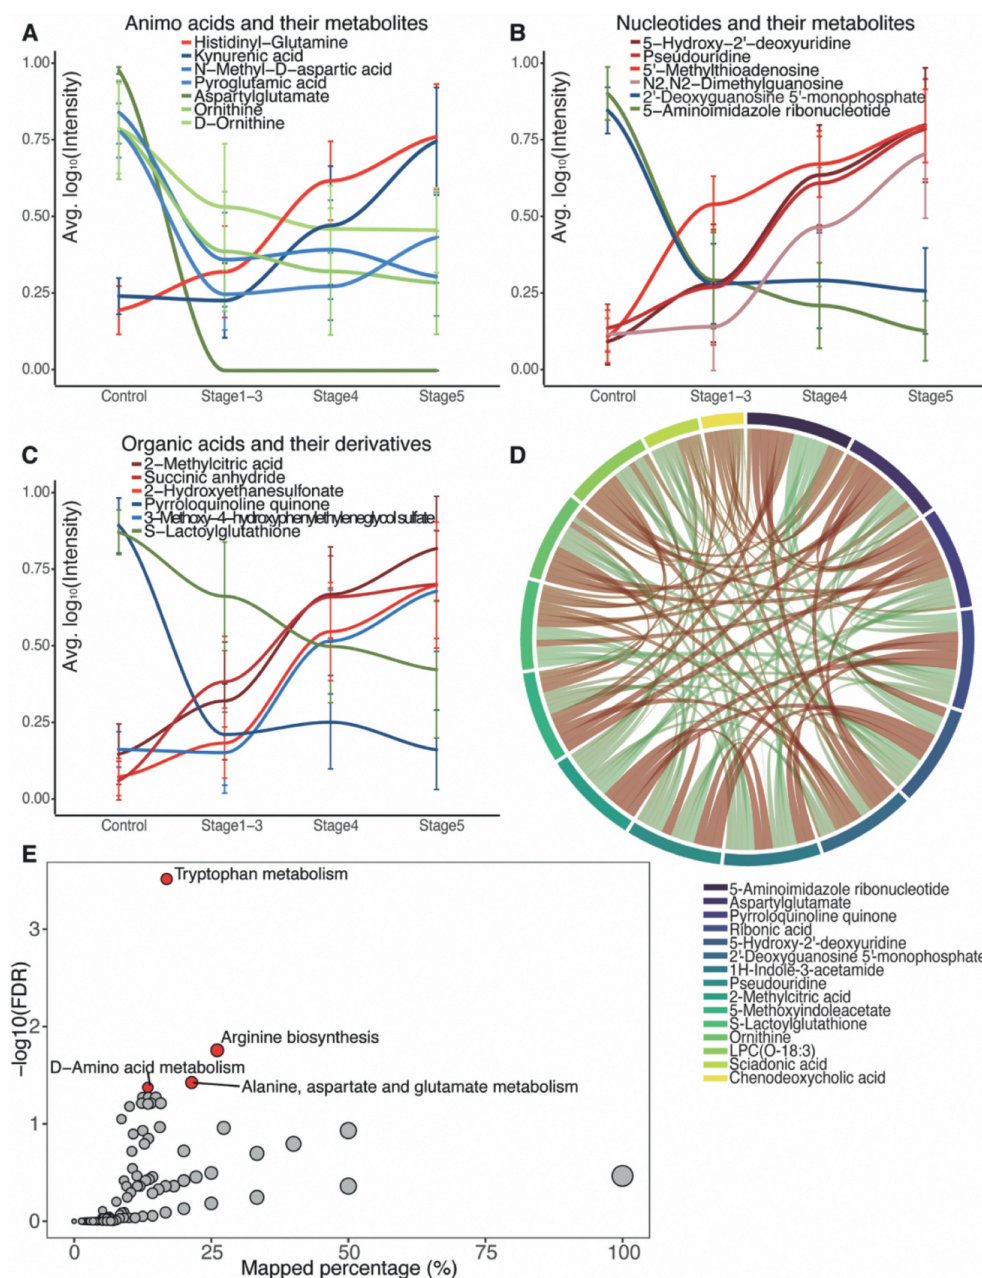 A
Animo acids and their metabolites
Histidinyl–Glutamine
Kynurenic acid
N–Methyl–D–aspartic acid
Pyroglutamic acid
Aspartylglutamate
Ornithine
D–Ornithine
Avg. log10(Intensity)
1.00
0.75
0.50
0.25
0.00
Control Stage1–3 Stage4 Stage5
B
Nucleotides and their metabolites
5–Hydroxy–2'–deoxyuridine
Pseudouridine
5'–Methylthioadenosine
N2,N2–Dimethylguanosine
2'–Deoxyguanosine 5'–monophosphate
5–Aminoimidazole ribonucleotide
Avg. log10(Intensity)
1.00
0.75
0.50
0.25
0.00
Control Stage1–3 Stage4 Stage5
C
Organic acids and their derivatives
2–Methylcitric acid
Succinic anhydride
2–Hydroxyethanesulfonate
Pyrroloquinoline quinone
3–Methoxy–4–hydroxyphenylethyleneglycol sulfate
S–Lactoylglutathione
Avg. log10(Intensity)
1.00
0.75
0.50
0.25
0.00
Control Stage1–3 Stage4 Stage5
D
5-Aminoimidazole ribonucleotide
Aspartylglutamate
Pyrroloquinoline quinone
Ribonic acid
5-Hydroxy-2'-deoxyuridine
2'-Deoxyguanosine 5'-monophosphate
1H-Indole-3-acetamide
Pseudouridine
2-Methylcitric acid
5-Methoxyindoleacetate
S-Lactoylglutathione
Ornithine
LPC(O-18:3)
Sciadonic acid
Chenodeoxycholic acid
E
Tryptophan metabolism
Arginine biosynthesis
D–Amino acid metabolism
Alanine, aspartate and glutamate metabolism
−log10(FDR)
3
2
1
0
0 25 50 75 100
Mapped percentage (%)